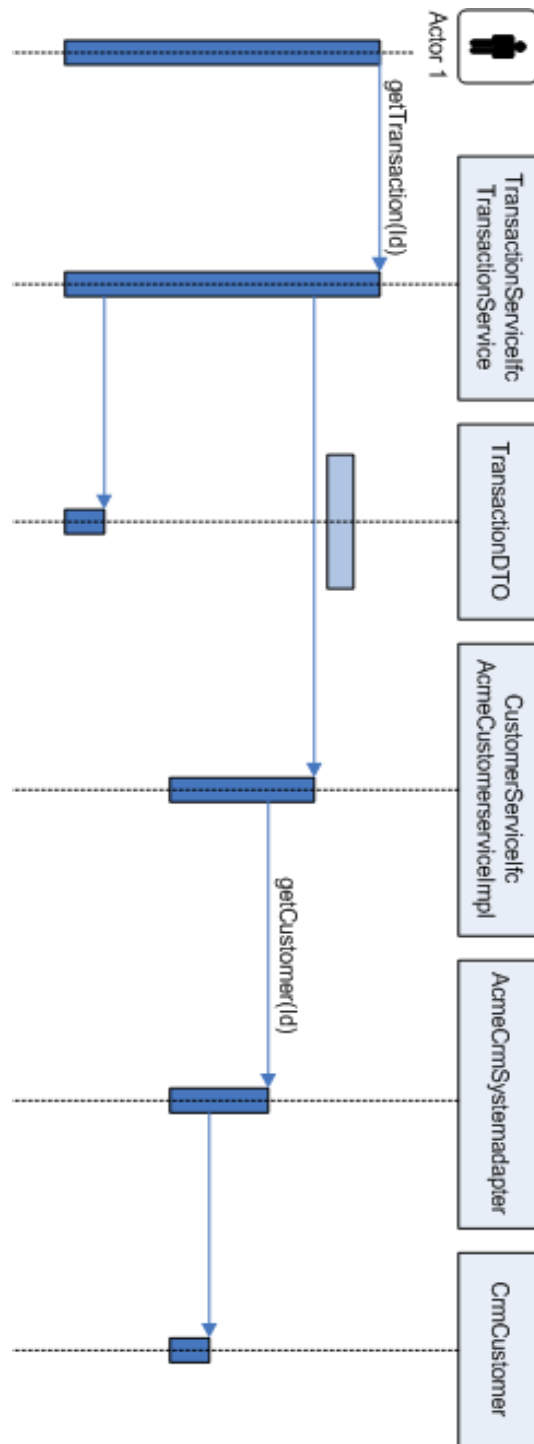 Actor 1
TransactionServiceIfc
TransactionService
TransactionDTO
CustomerServiceIfc
AcmeCustomerserviceImpl
AcmeCrmSystemadapter
CrmCustomer
getTransaction(Id)
getCustomer(Id)